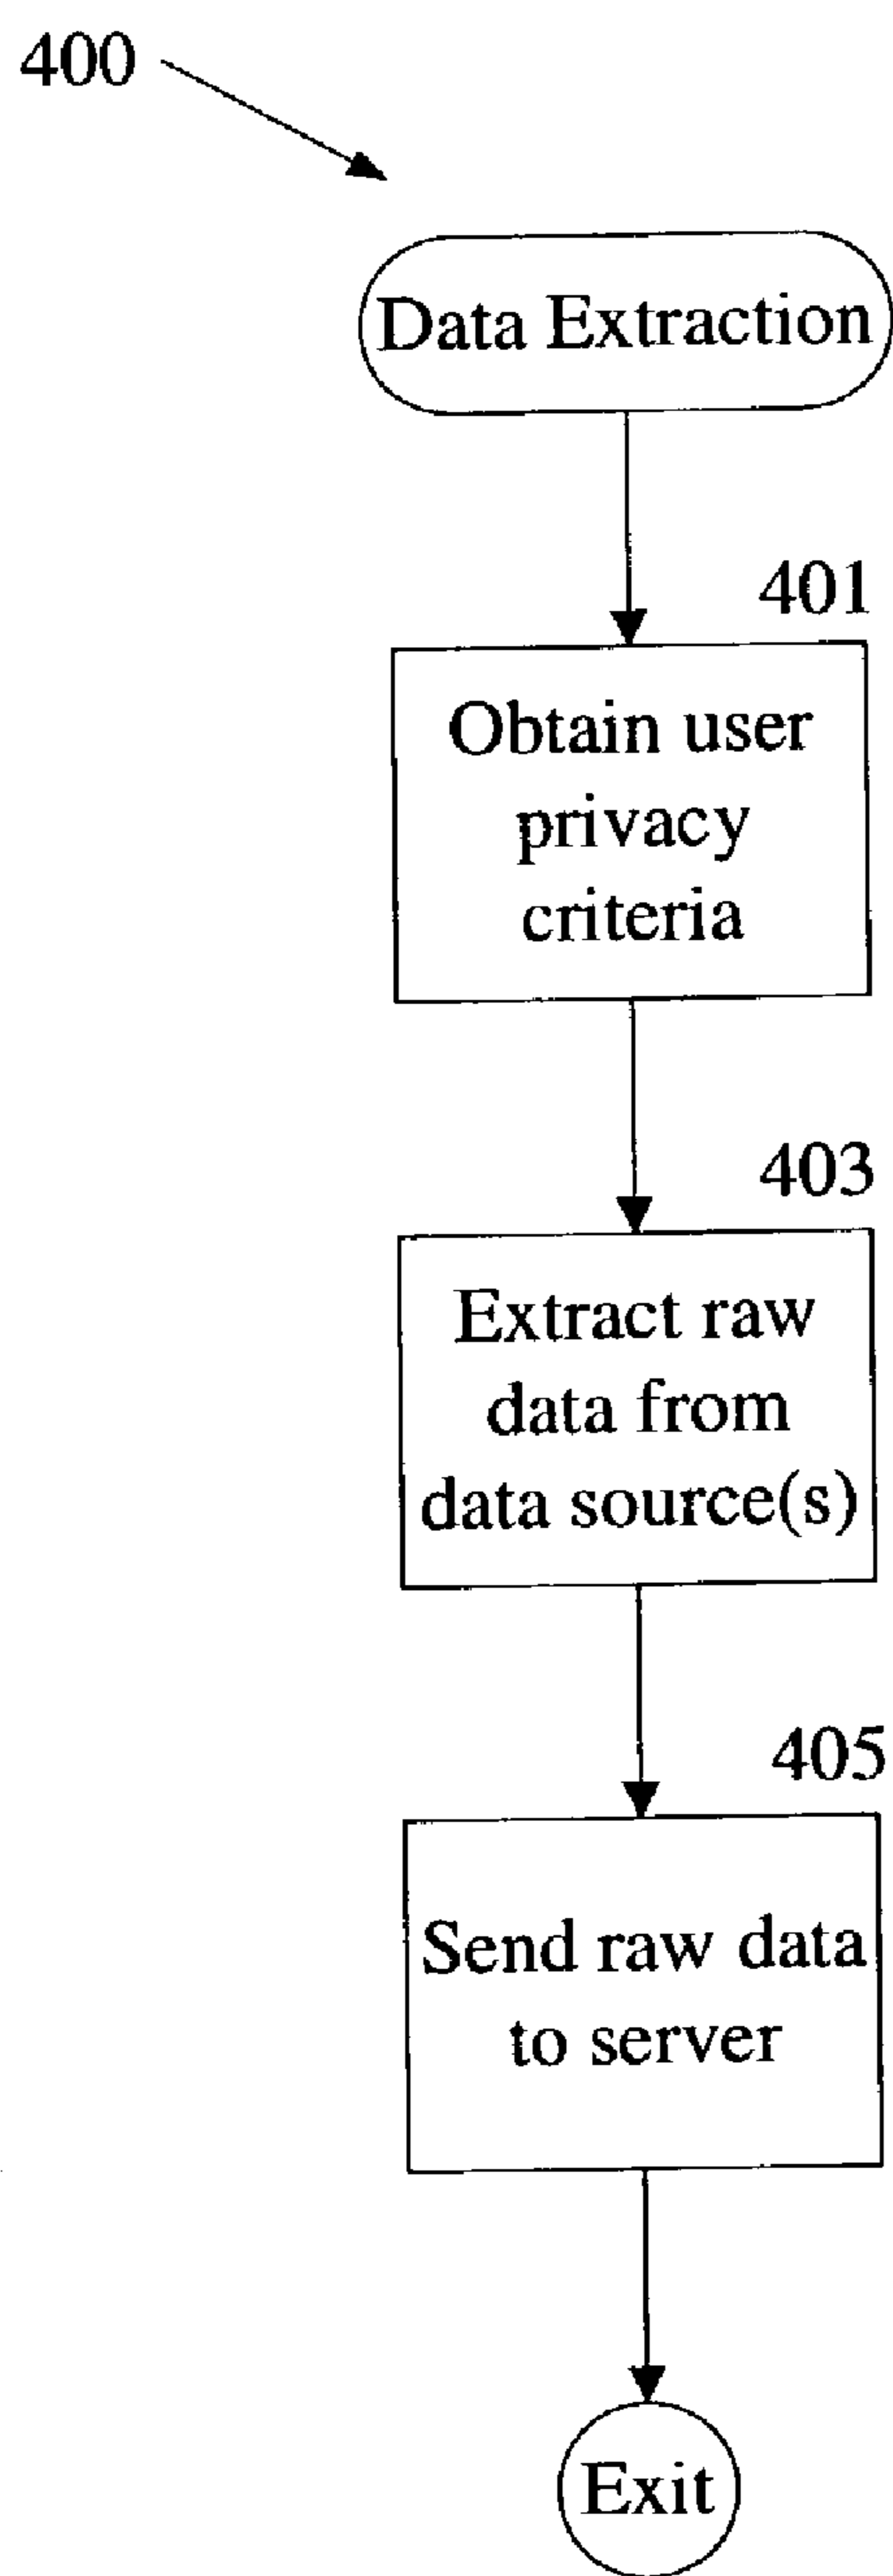 400
Data Extraction
401
Obtain user
privacy
criteria
403
Extract raw
data from
data source(s)
405
Send raw data
to server
Exit